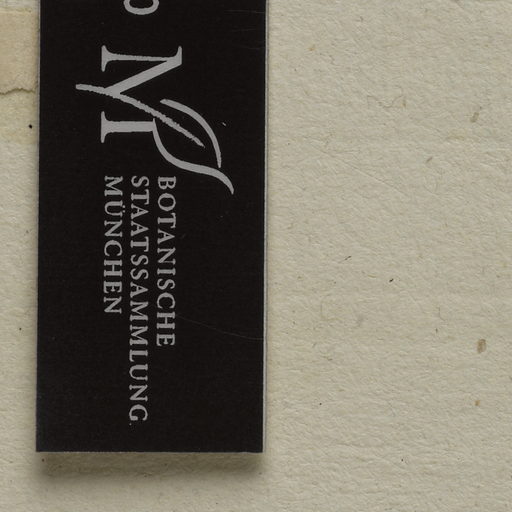 M
BOTANISCHE
STAATSSAMMLUNG
MÜNCHEN